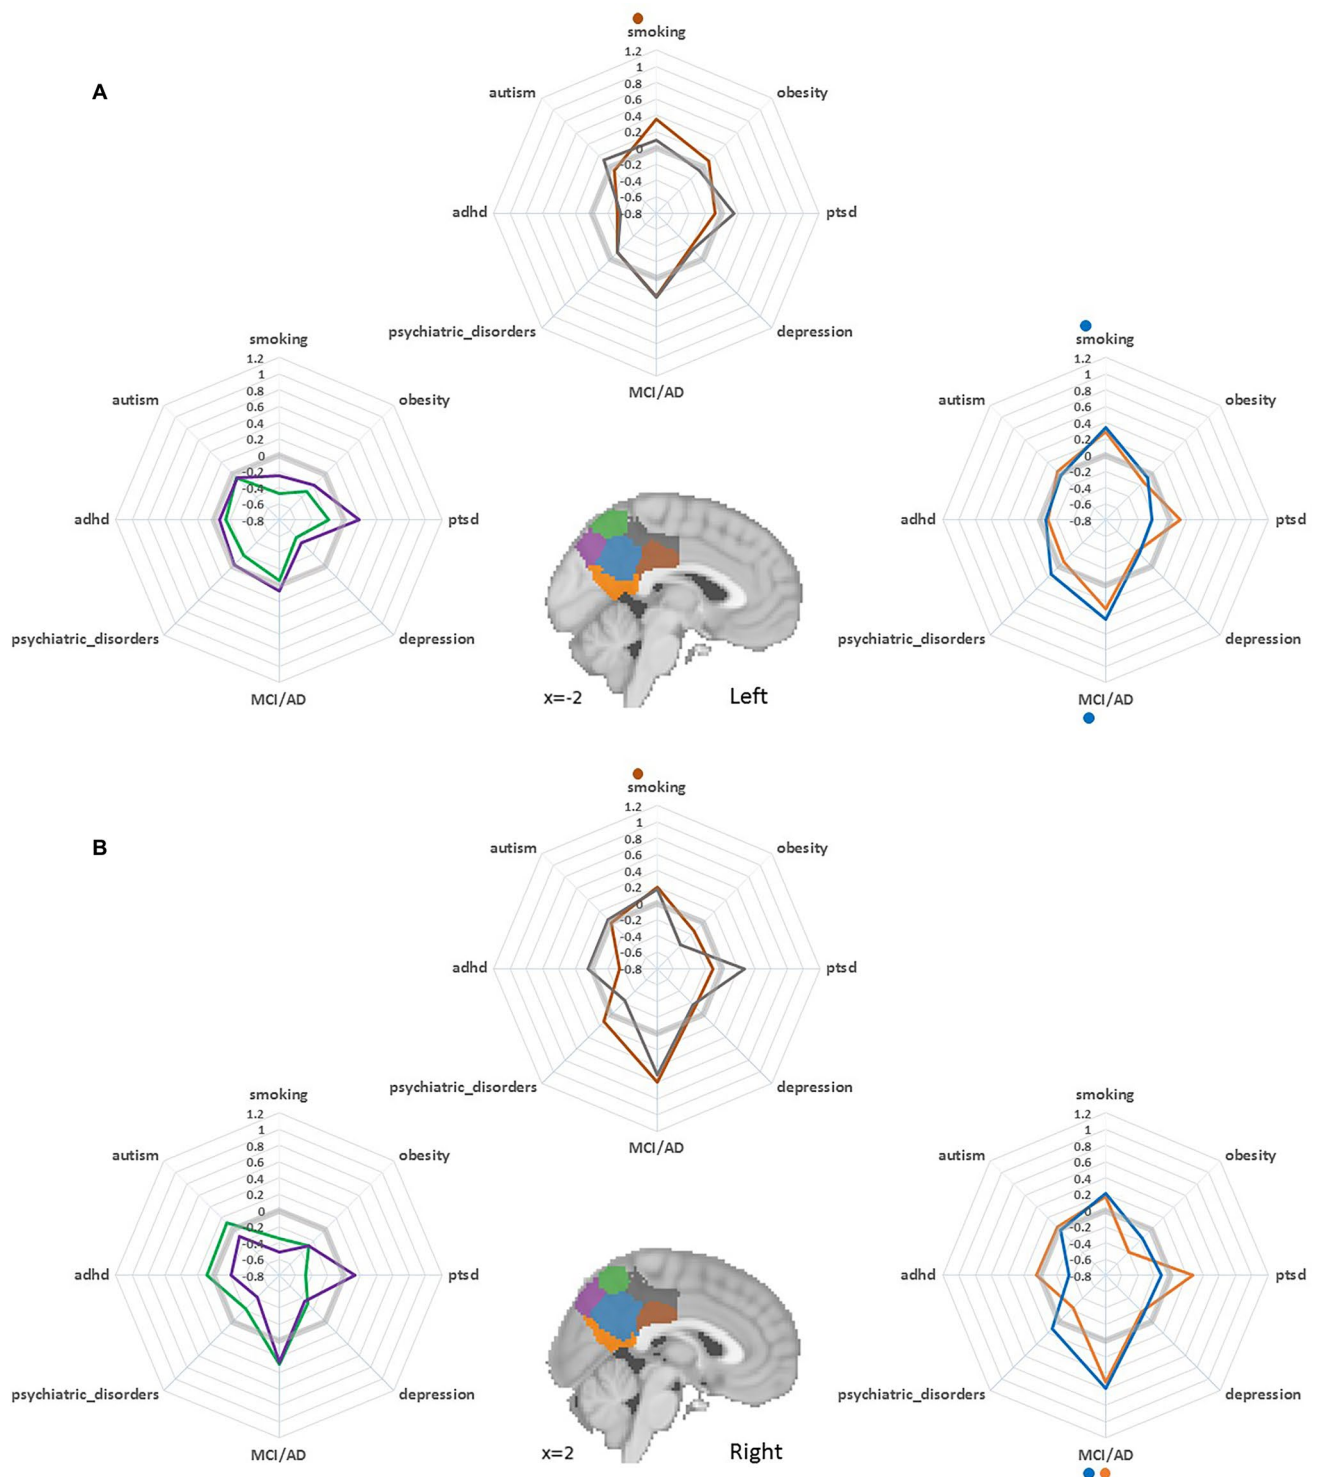 A
smoking
1.2
1
0.8
0.6
0.4
0.2
0
-0.2
-0.4
-0.6
-0.8
autism
obesity
adhd
ptsd
psychiatric_disorders
depression
MCI/AD
smoking
1.2
1
0.8
0.6
0.4
0.2
0
-0.2
-0.4
-0.6
-0.8
autism
obesity
adhd
ptsd
psychiatric_disorders
depression
MCI/AD
x=-2
Left
smoking
1.2
1
0.8
0.6
0.4
0.2
0
-0.2
-0.4
-0.6
-0.8
autism
obesity
adhd
ptsd
psychiatric_disorders
depression
MCI/AD
B
smoking
1.2
1
0.8
0.6
0.4
0.2
0
-0.2
-0.4
-0.6
-0.8
autism
obesity
adhd
ptsd
psychiatric_disorders
depression
MCI/AD
smoking
1.2
1
0.8
0.6
0.4
0.2
0
-0.2
-0.4
-0.6
-0.8
autism
obesity
adhd
ptsd
psychiatric_disorders
depression
MCI/AD
x=2
Right
smoking
1.2
1
0.8
0.6
0.4
0.2
0
-0.2
-0.4
-0.6
-0.8
autism
obesity
adhd
ptsd
psychiatric_disorders
depression
MCI/AD